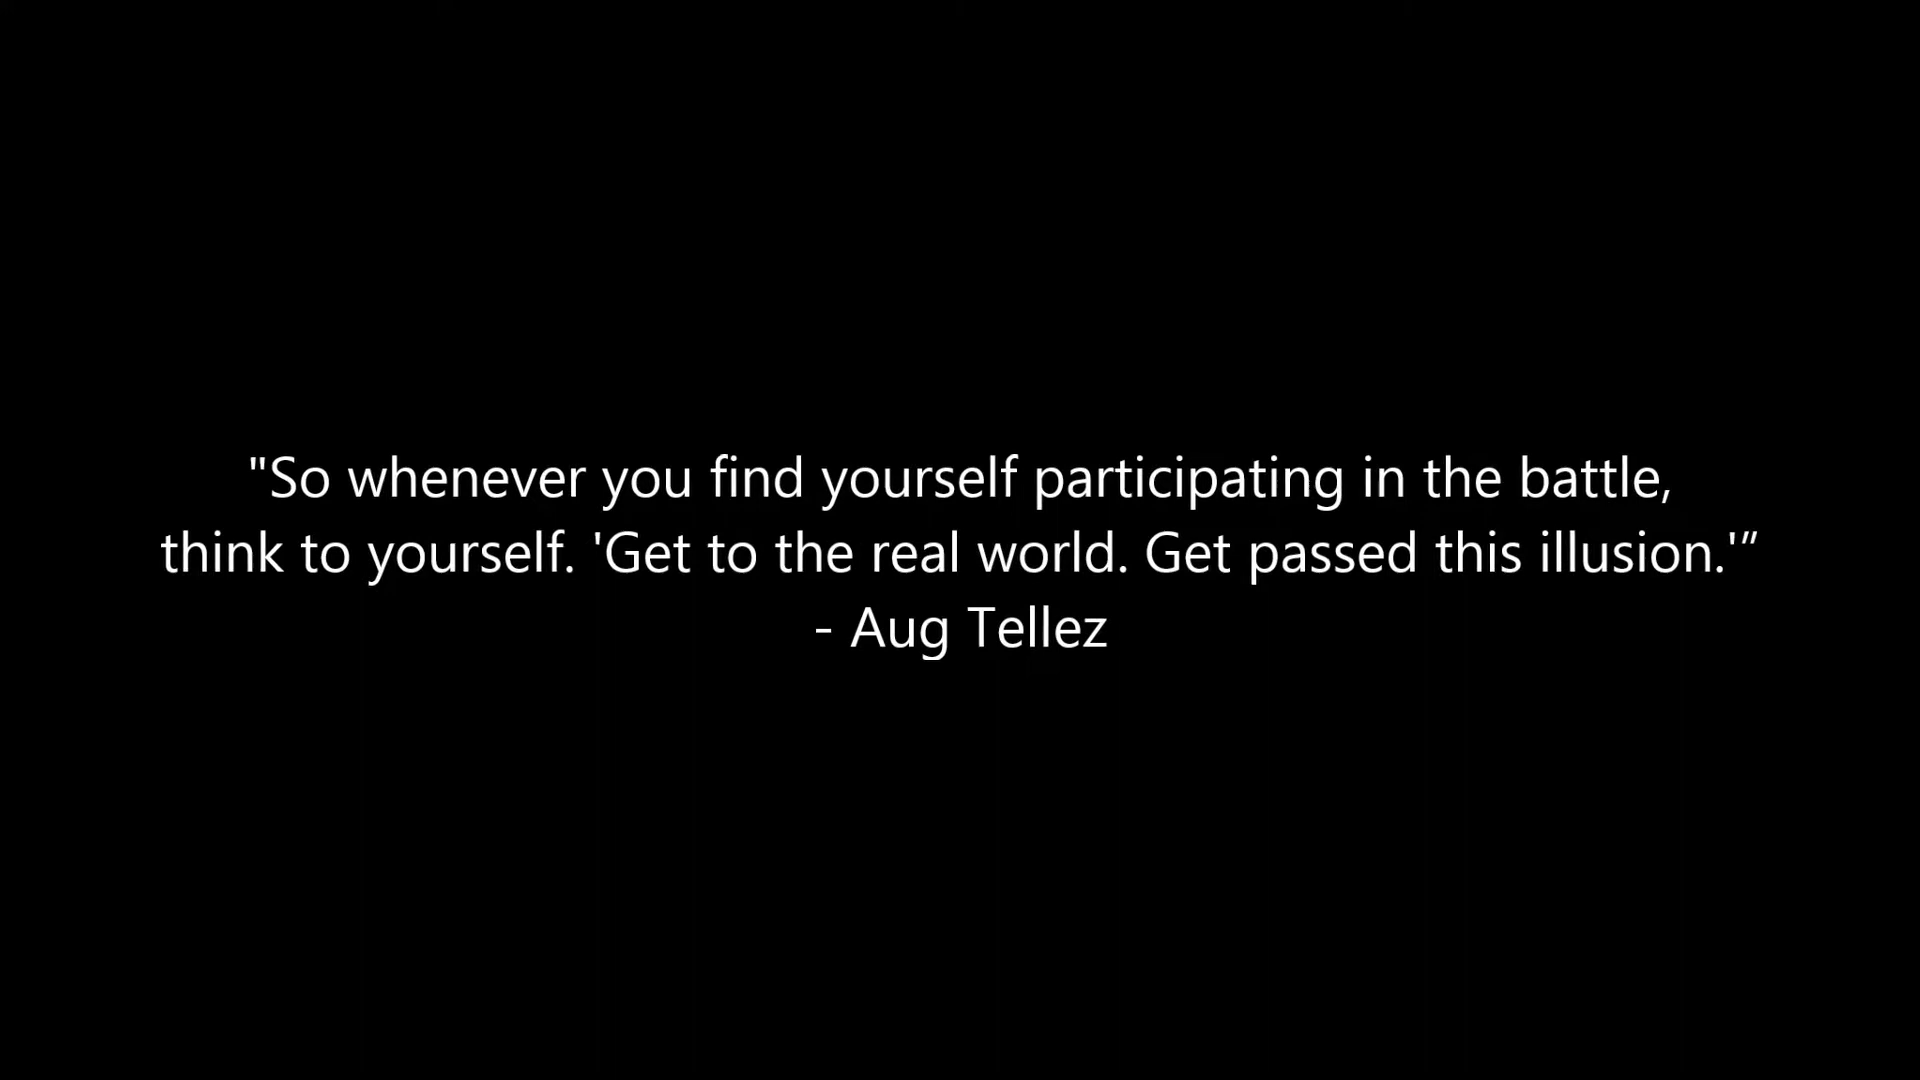 "So whenever you find yourself participating in the battle,
think to yourself. 'Get to the real world. Get passed this illusion.'”
- Aug Tellez